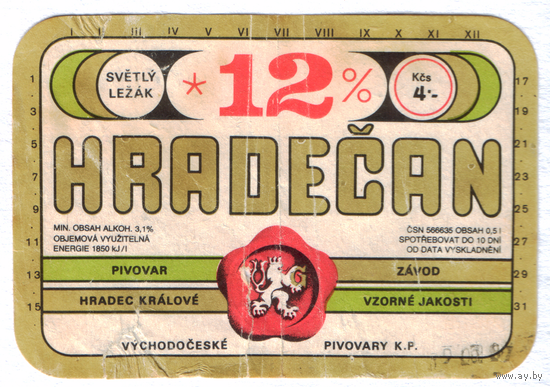 I III IV V VI VII VIII IX X XI XII
1 3 5 7 9 11 13 15
17 19 21 23 25 27 29 31
SVĚTLÝ
LEŽÁK
* 12%
Kčs
4·-
HRADEČAN
MIN. OBSAH ALKOH. 3,1%
OBJEMOVÁ VYUŽITELNÁ
ENERGIE 1850 kJ/l
ČSN 566635 OBSAH 0,5 l
SPOTŘEBOVAT DO 10 DNÍ
OD DATA VYSKLADNĚNÍ
PIVOVAR
ZÁVOD
HRADEC KRÁLOVÉ
VZORNÉ JAKOSTI
VÝCHODOČESKÉ PIVOVARY K.P.
www.ay.by